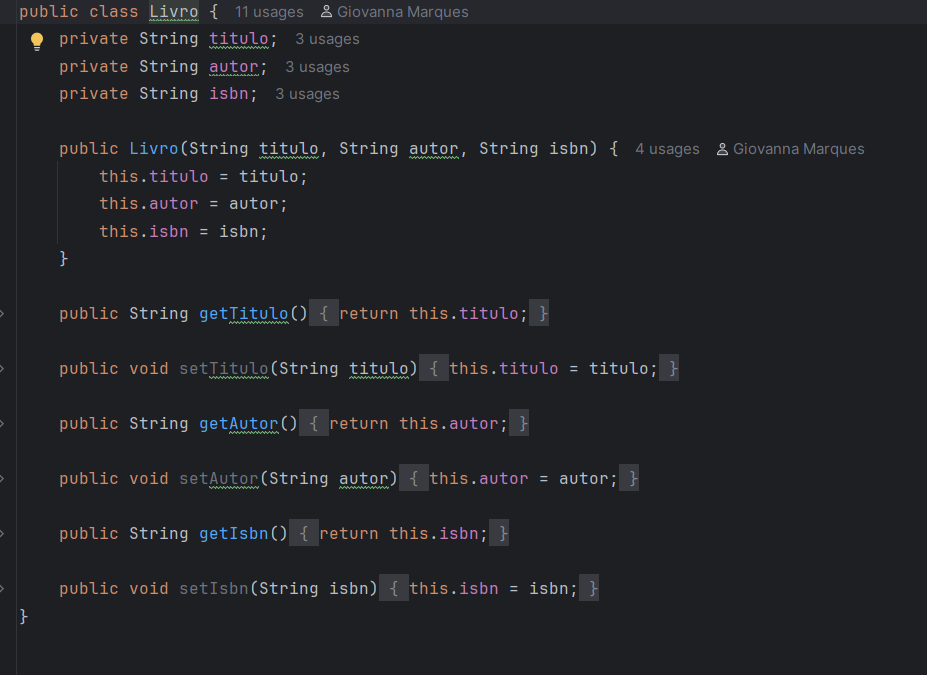 public class Livro {  11 usages  Giovanna Marques
    private String titulo;  3 usages
    private String autor;  3 usages
    private String isbn;  3 usages
    public Livro(String titulo, String autor, String isbn) {  4 usages  Giovanna Marques
        this.titulo = titulo;
        this.autor = autor;
        this.isbn = isbn;
    }
    public String getTitulo() { return this.titulo; }
    public void setTitulo(String titulo) { this.titulo = titulo; }
    public String getAutor() { return this.autor; }
    public void setAutor(String autor) { this.autor = autor; }
    public String getIsbn() { return this.isbn; }
    public void setIsbn(String isbn) { this.isbn = isbn; }
}